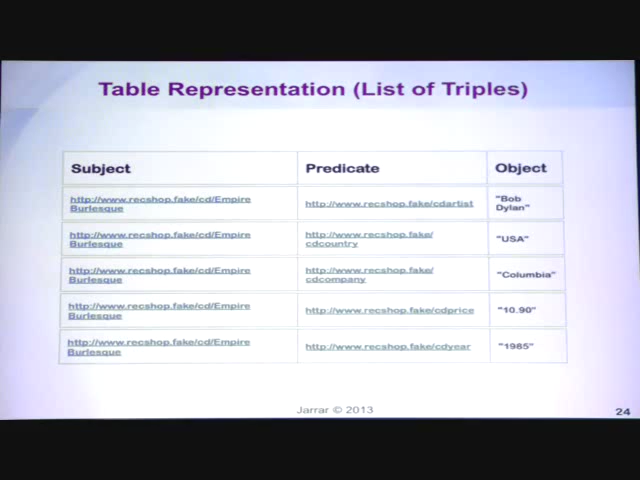 Table Representation (List of Triples)
Subject Predicate Object
http://www.recshop.fake/cd/Empire
Burlesque
http://www.recshop.fake/cdartist
"Bob
Dylan"
http://www.recshop.fake/cd/Empire
Burlesque
http://www.recshop.fake/
cdcountry
"USA"
http://www.recshop.fake/cd/Empire
Burlesque
http://www.recshop.fake/
cdcompany
"Columbia"
http://www.recshop.fake/cd/Empire
Burlesque
http://www.recshop.fake/cdprice
"10.90"
http://www.recshop.fake/cd/Empire
Burlesque
http://www.recshop.fake/cdyear
"1985"
Jarrar © 2013
24